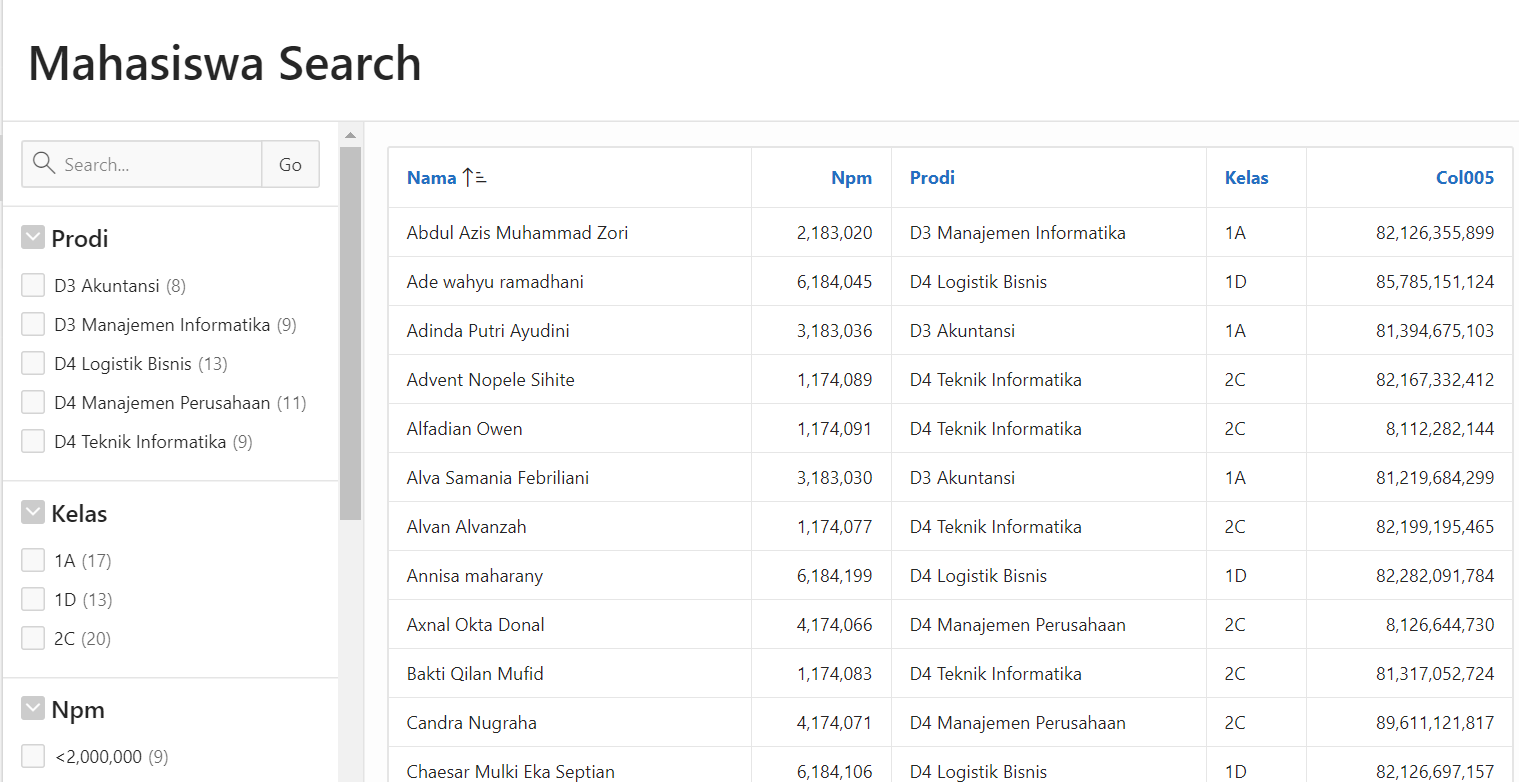 Mahasiswa Search
Search...
Go
Prodi
D3 Akuntansi (8)
D3 Manajemen Informatika (9)
D4 Logistik Bisnis (13)
D4 Manajemen Perusahaan (11)
D4 Teknik Informatika (9)
Kelas
1A (17)
1D (13)
2C (20)
Npm
<2,000,000 (9)
Nama Npm Prodi Kelas Col005
Abdul Azis Muhammad Zori 2,183,020 D3 Manajemen Informatika 1A 82,126,355,899
Ade wahyu ramadhani 6,184,045 D4 Logistik Bisnis 1D 85,785,151,124
Adinda Putri Ayudini 3,183,036 D3 Akuntansi 1A 81,394,675,103
Advent Nopele Sihite 1,174,089 D4 Teknik Informatika 2C 82,167,332,412
Alfadian Owen 1,174,091 D4 Teknik Informatika 2C 8,112,282,144
Alva Samania Febriliani 3,183,030 D3 Akuntansi 1A 81,219,684,299
Alvan Alvanzah 1,174,077 D4 Teknik Informatika 2C 82,199,195,465
Annisa maharany 6,184,199 D4 Logistik Bisnis 1D 82,282,091,784
Axnal Okta Donal 4,174,066 D4 Manajemen Perusahaan 2C 8,126,644,730
Bakti Qilan Mufid 1,174,083 D4 Teknik Informatika 2C 81,317,052,724
Candra Nugraha 4,174,071 D4 Manajemen Perusahaan 2C 89,611,121,817
Chaesar Mulki Eka Septian 6,184,106 D4 Logistik Bisnis 1D 82,126,697,157